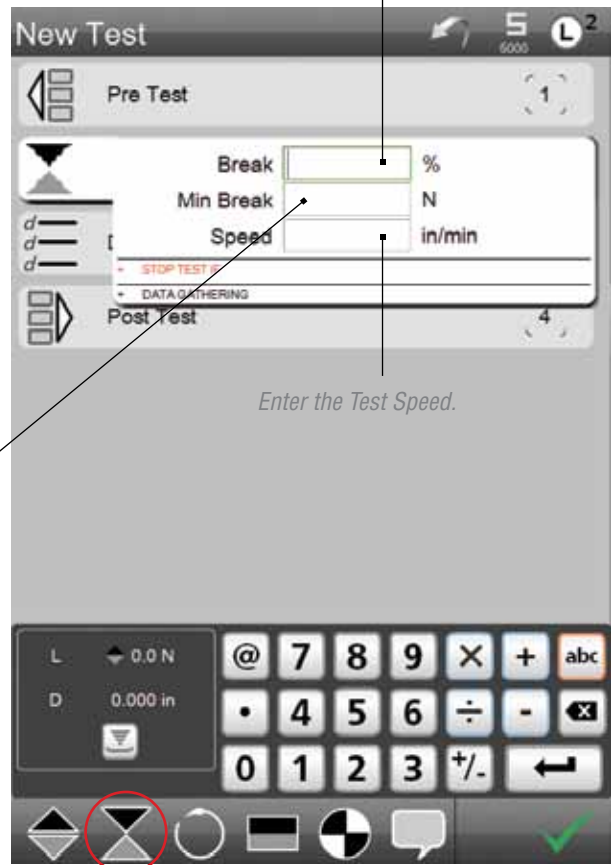 New Test
S
6000
L 2
Pre Test
1
Break %
Min Break N
Speed in/min
d
d
d
D
STOP TEST IF
DATA GATHERING
Post Test
4
Enter the Test Speed.
L 0.0 N
D 0.000 in
@ 7 8 9 × + abc
• 4 5 6 ÷ -
0 1 2 3 +/-